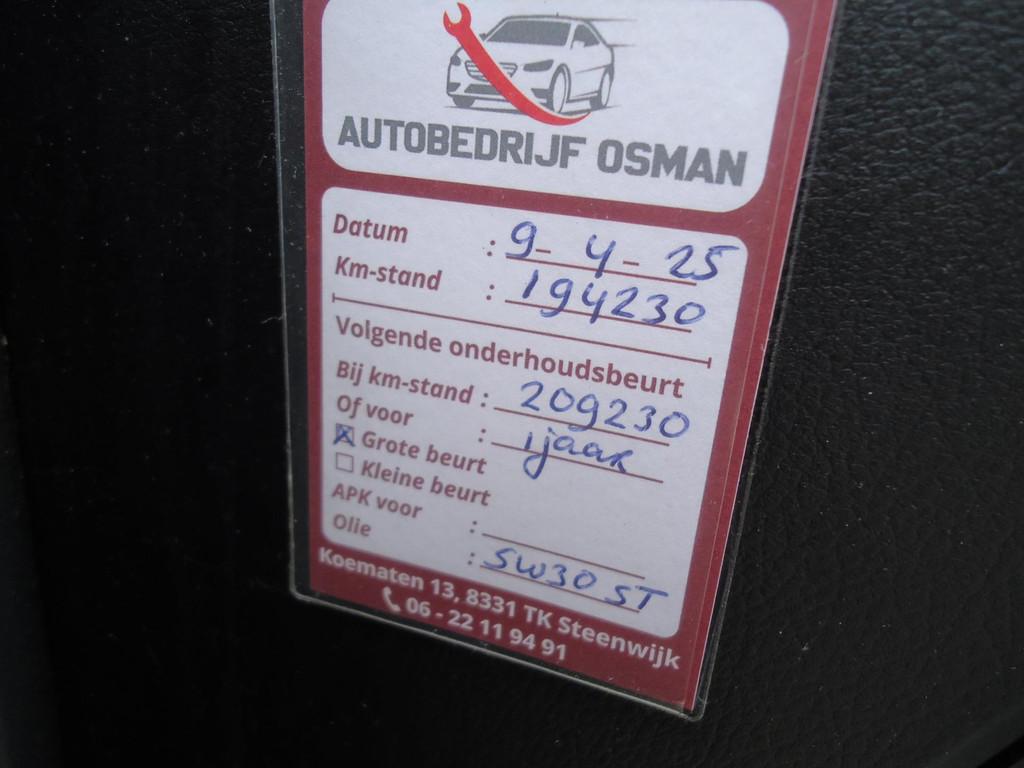 AUTOBEDRIJF OSMAN
Datum : 9-4-25
Km-stand : 194230
Volgende onderhoudsbeurt
Bij km-stand : 209230
Of voor : 1jaar
Grote beurt
Kleine beurt
APK voor :
Olie : 5W30 5T
Koematen 13, 8331 TK Steenwijk
06 - 22 11 94 91